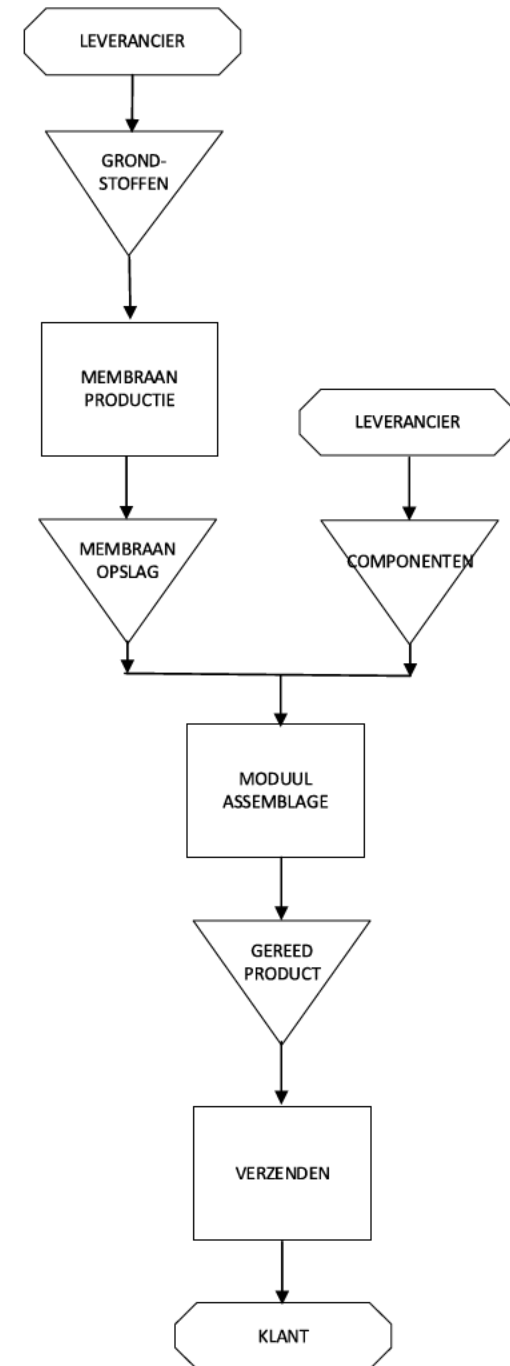 LEVERANCIER
GROND-
STOFFEN
MEMBRAAN
PRODUCTIE
LEVERANCIER
MEMBRAAN
OPSLAG
COMPONENTEN
MODUUL
ASSEMBLAGE
GEREED
PRODUCT
VERZENDEN
KLANT